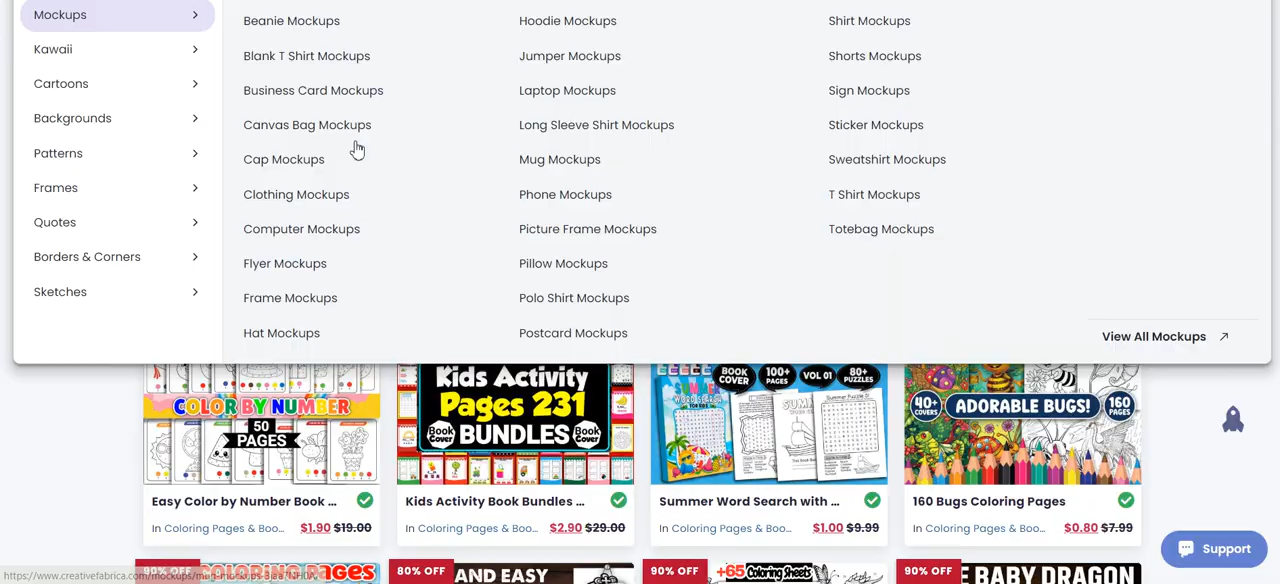 Mockups
Kawaii
Cartoons
Backgrounds
Patterns
Frames
Quotes
Borders & Corners
Sketches
Beanie Mockups
Blank T Shirt Mockups
Business Card Mockups
Canvas Bag Mockups
Cap Mockups
Clothing Mockups
Computer Mockups
Flyer Mockups
Frame Mockups
Hat Mockups
Hoodie Mockups
Jumper Mockups
Laptop Mockups
Long Sleeve Shirt Mockups
Mug Mockups
Phone Mockups
Picture Frame Mockups
Pillow Mockups
Polo Shirt Mockups
Postcard Mockups
Shirt Mockups
Shorts Mockups
Sign Mockups
Sticker Mockups
Sweatshirt Mockups
T Shirt Mockups
Totebag Mockups
View All Mockups
COLOR BY NUMBER
50
PAGES
Easy Color by Number Book ...
In Coloring Pages & Boo... $1.90 $19.00
Kids Activity
Pages 231
Book
Cover
BUNDLES
Book
Cover
Kids Activity Book Bundles ...
In Coloring Pages & Boo... $2.90 $29.00
BOOK
COVER
100+
PAGES
VOL 01
80+
PUZZLES
Summer Word Search with ...
In Coloring Pages & Boo... $1.00 $9.99
40+
COVERS
ADORABLE BUGS!
160
PAGES
160 Bugs Coloring Pages
In Coloring Pages & Boo... $0.80 $7.99
Support
90% OFF
COLORING PAGES
80% OFF
AND EASY
90% OFF
+65 Coloring Sheets
90% OFF
BABY DRAGON